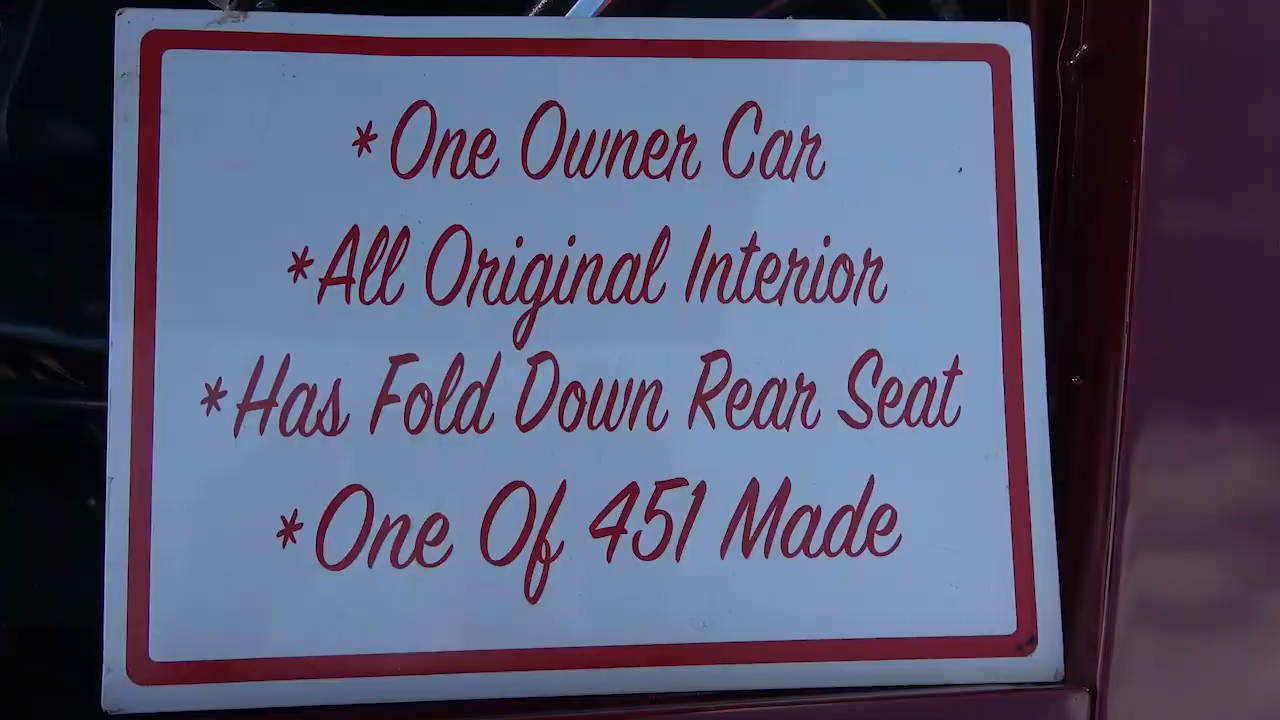 *One Owner Car
*All Original Interior
*Has Fold Down Rear Seat
*One Of 451 Made